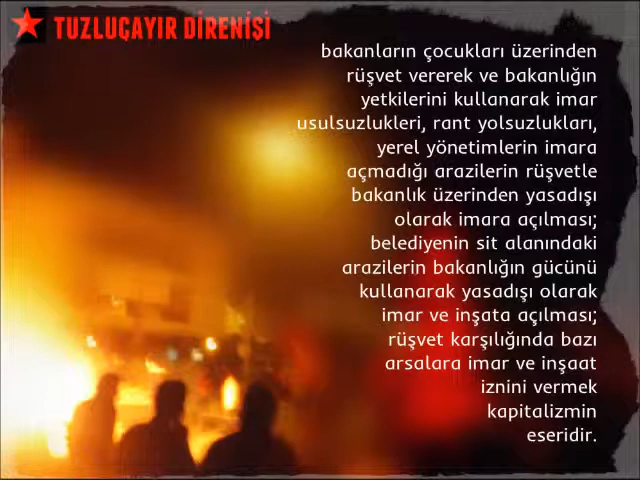 TUZLUÇAYIR DİRENİŞİ
bakanların çocukları üzerinden
rüşvet vererek ve bakanlığın
yetkilerini kullanarak imar
usulsuzlukleri, rant yolsuzlukları,
yerel yönetimlerin imara
açmadığı arazilerin rüşvetle
bakanlık üzerinden yasadışı
olarak imara açılması;
belediyenin sit alanındaki
arazilerin bakanlığın gücünü
kullanarak yasadışı olarak
imar ve inşata açılması;
rüşvet karşılığında bazı
arsalara imar ve inşaat
iznini vermek
kapitalizmin
eseridir.